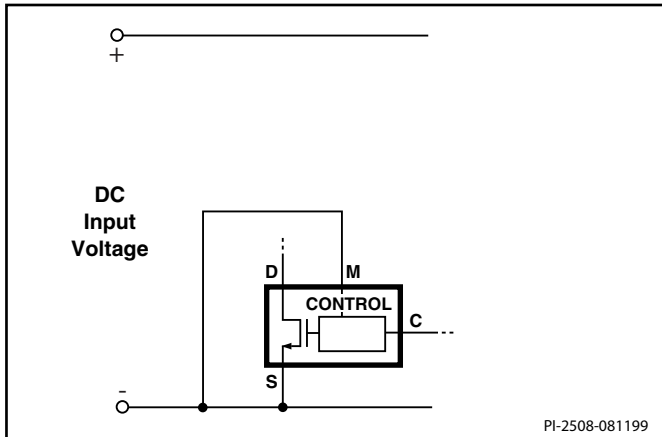 +
DC
Input
Voltage
D
M
CONTROL
C
S
-
PI-2508-081199